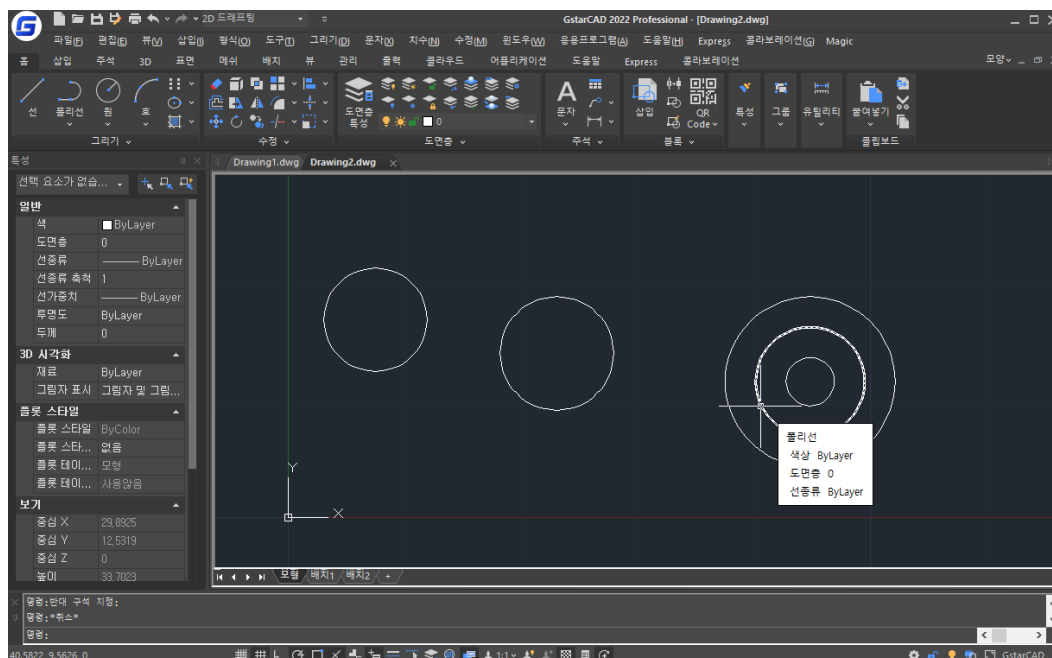 2D 드래프팅
GstarCAD 2022 Professional - [Drawing2.dwg]
파일(F) 편집(E) 뷰(V) 삽입(I) 형식(O) 도구(T) 그리기(D) 문자(X) 치수(N) 수정(M) 윈도우(W) 응용프로그램(A) 도움말(H) Express 콜라보레이션(G) Magic
홈 삽입 주석 3D 표면 메쉬 배치 뷰 관리 출력 클라우드 어플리케이션 도움말 Express 콜라보레이션 모양
선 폴리선 원 호 도면층 특성 0 문자 삽입 QR Code 특성 그룹 유틸리티 붙여넣기
그리기 수정 도면층 주석 블록 클립보드
특성
Drawing1.dwg Drawing2.dwg
선택 요소가 없습...
일반
색 ByLayer
도면층 0
선종류 ByLayer
선종류 축척 1
선가중치 ByLayer
투명도 ByLayer
두께 0
3D 시각화
재료 ByLayer
그림자 표시 그림자 및 그림...
플롯 스타일
플롯 스타일 ByColor
플롯 스타... 없음
플롯 테이... 모형
플롯 테이... 사용않음
보기
중심 X 29,8925
중심 Y 12,5319
중심 Z 0
높이 33,7023
Y
X
폴리선
색상 ByLayer
도면층 0
선종류 ByLayer
모형 배치1 배치2 +
명령:반대 구석 지정:
명령:*취소*
명령:
40.5822, 9.5626, 0
1:1
GstarCAD